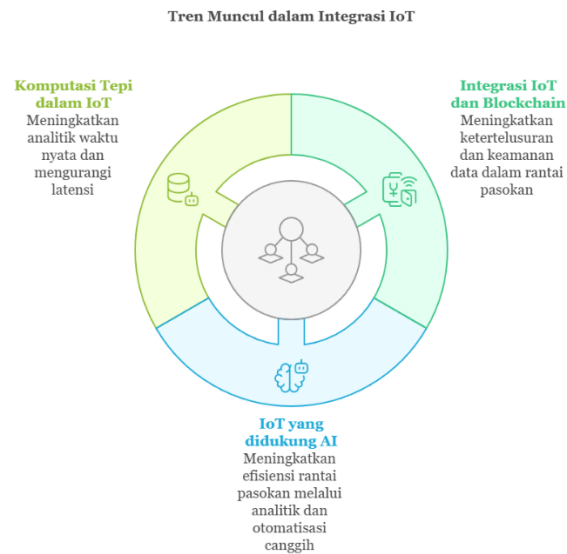 Tren Muncul dalam Integrasi IoT
Komputasi Tepi
dalam IoT
Meningkatkan
analitik waktu
nyata dan
mengurangi
latensi
Integrasi IoT
dan Blockchain
Meningkatkan
ketertelusuran
dan keamanan
data dalam rantai
pasokan
IoT yang
didukung AI
Meningkatkan
efisiensi rantai
pasokan melalui
analitik dan
otomatisasi
canggih